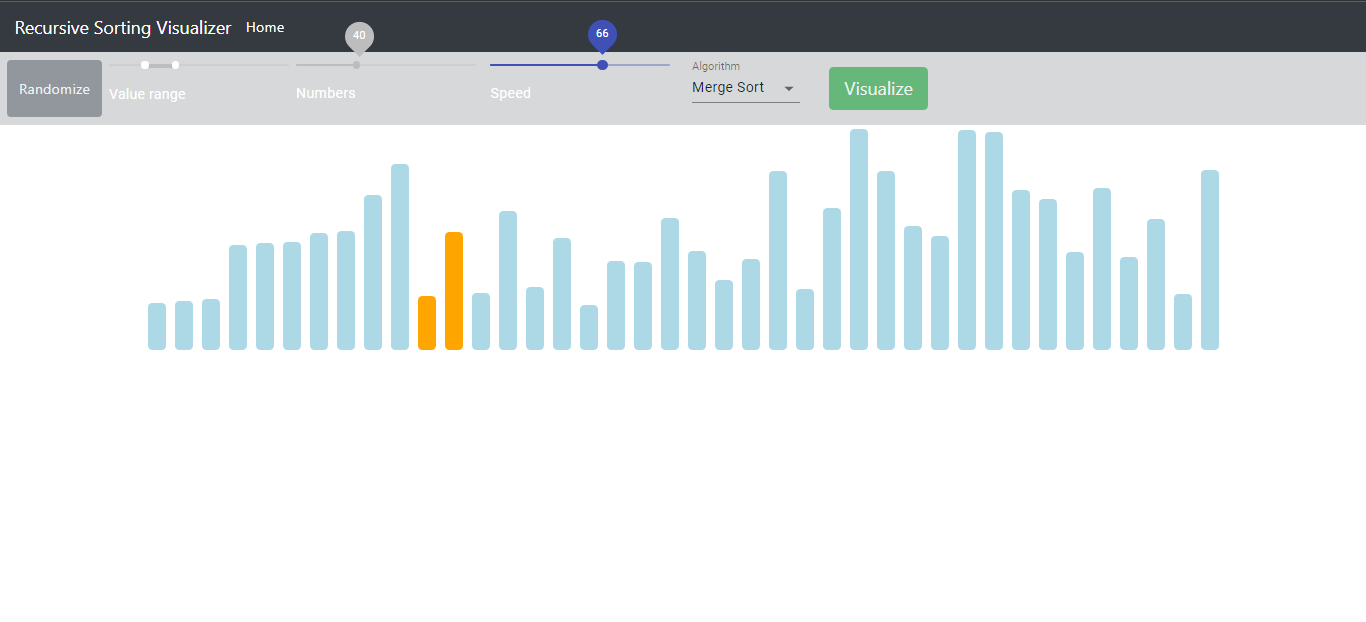 Recursive Sorting Visualizer Home
40
66
Randomize
Value range
Numbers
Speed
Algorithm
Merge Sort
Visualize